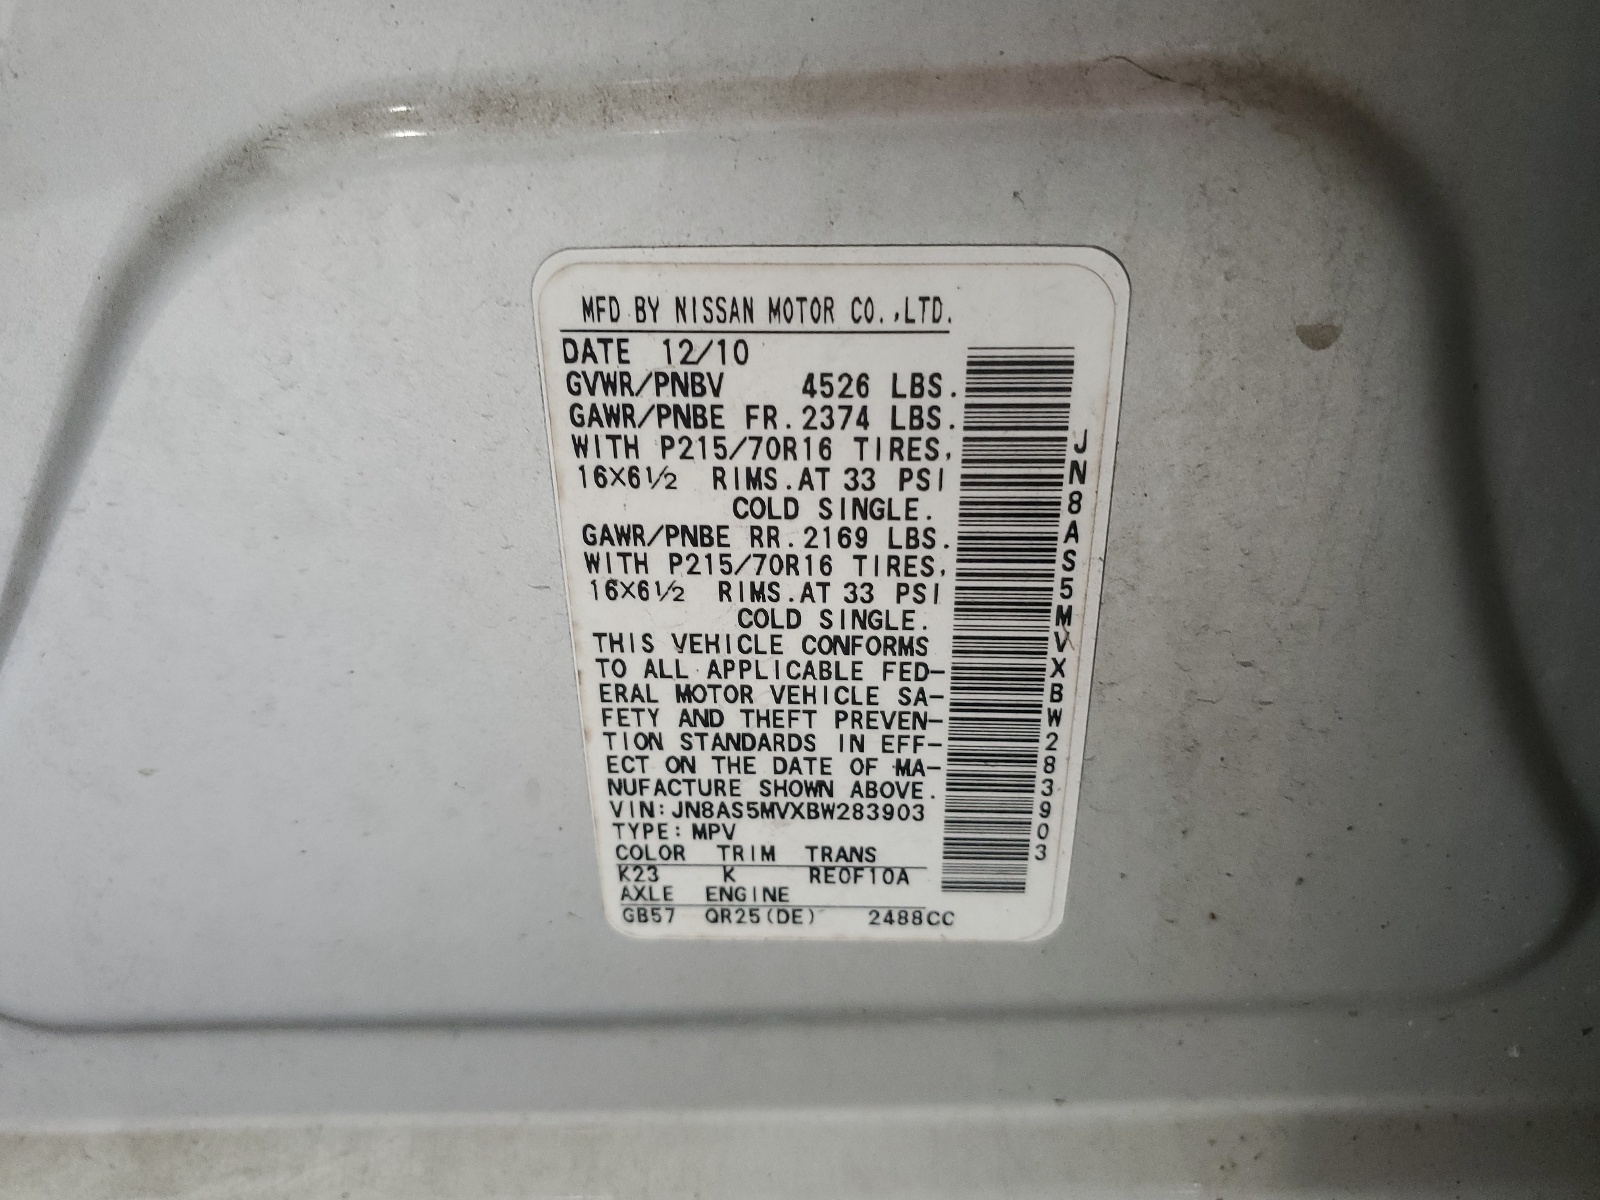 MFD BY NISSAN MOTOR CO.,LTD.
DATE 12/10
GVWR/PNBV 4526 LBS.
GAWR/PNBE FR.2374 LBS.
WITH P215/70R16 TIRES,
16X6½ RIMS.AT 33 PSI
COLD SINGLE.
GAWR/PNBE RR.2169 LBS.
WITH P215/70R16 TIRES,
16X6½ RIMS.AT 33 PSI
COLD SINGLE.
THIS VEHICLE CONFORMS
TO ALL APPLICABLE FED-
ERAL MOTOR VEHICLE SA-
FETY AND THEFT PREVEN-
TION STANDARDS IN EFF-
ECT ON THE DATE OF MA-
NUFACTURE SHOWN ABOVE.
VIN:JN8AS5MVXBW283903
TYPE:MPV
COLOR TRIM TRANS
K23 K RE0F10A
AXLE ENGINE
GB57 QR25(DE) 2488CC
JN8AS5MVXBW283903